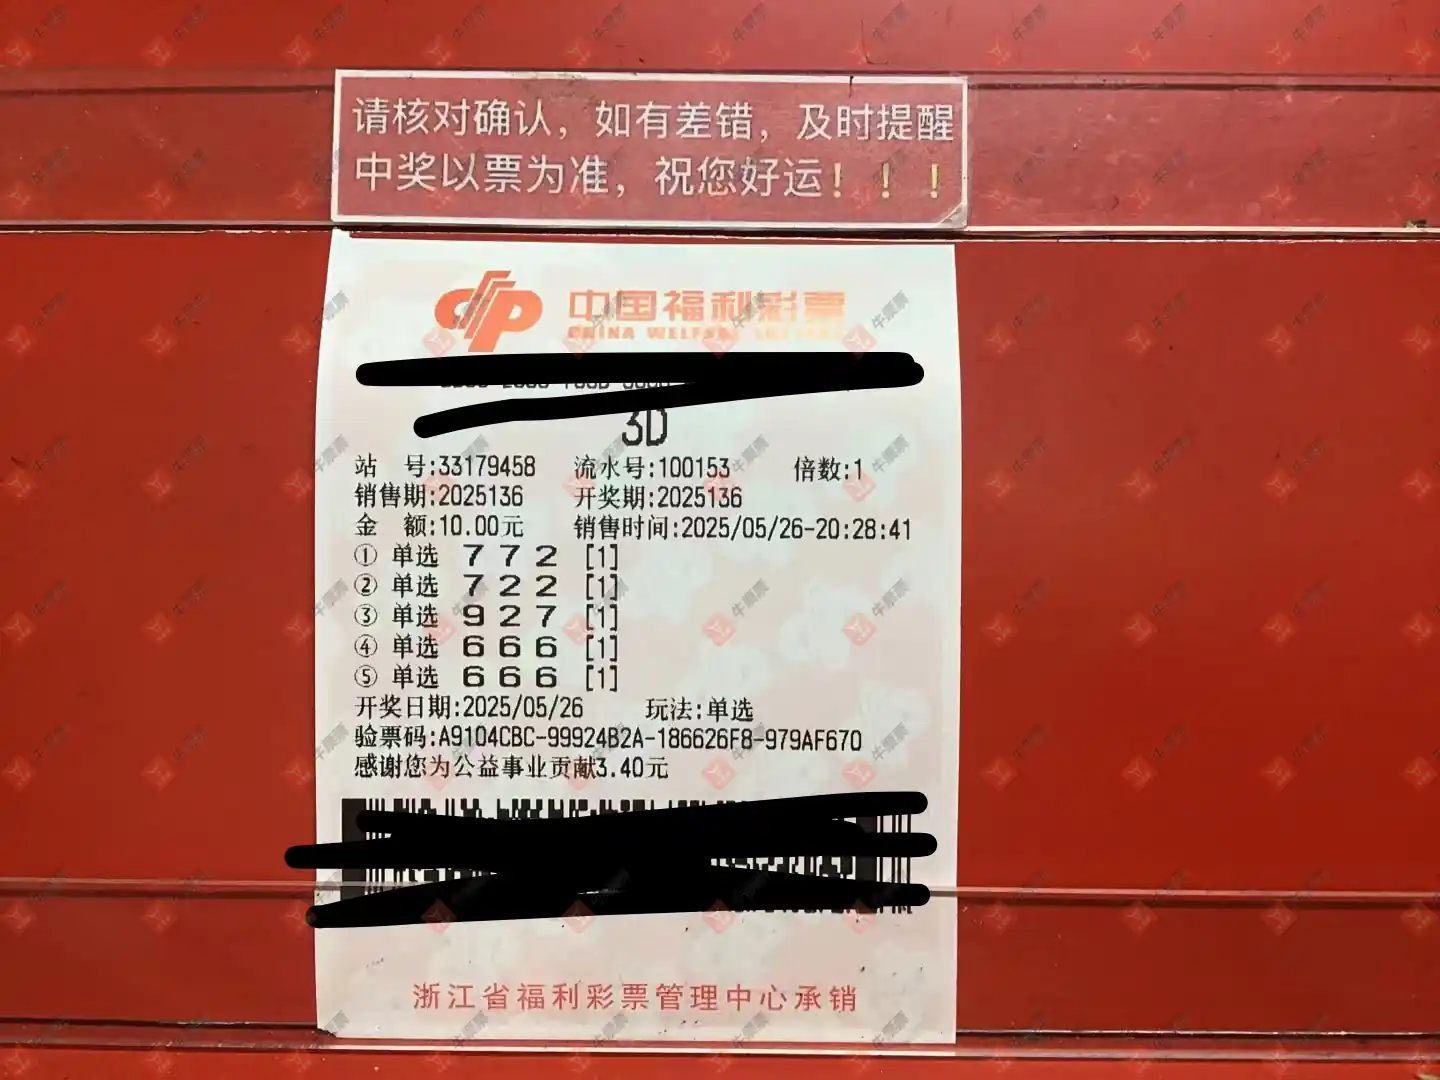 请核对确认，如有差错，及时提醒
中奖以票为准，祝您好运！！！
中国福利彩票
CHINA WELFARE LOTTERY
3D
站 号:33179458 流水号:100153 倍数:1
销售期:2025136 开奖期:2025136
金 额:10.00元 销售时间:2025/05/26-20:28:41
① 单选 7 7 2 [1]
② 单选 7 2 2 [1]
③ 单选 9 2 7 [1]
④ 单选 6 6 6 [1]
⑤ 单选 6 6 6 [1]
开奖日期:2025/05/26 玩法:单选
验票码:A9104CBC-99924B2A-186626F8-979AF670
感谢您为公益事业贡献3.40元
浙江省福利彩票管理中心承销
牛票票